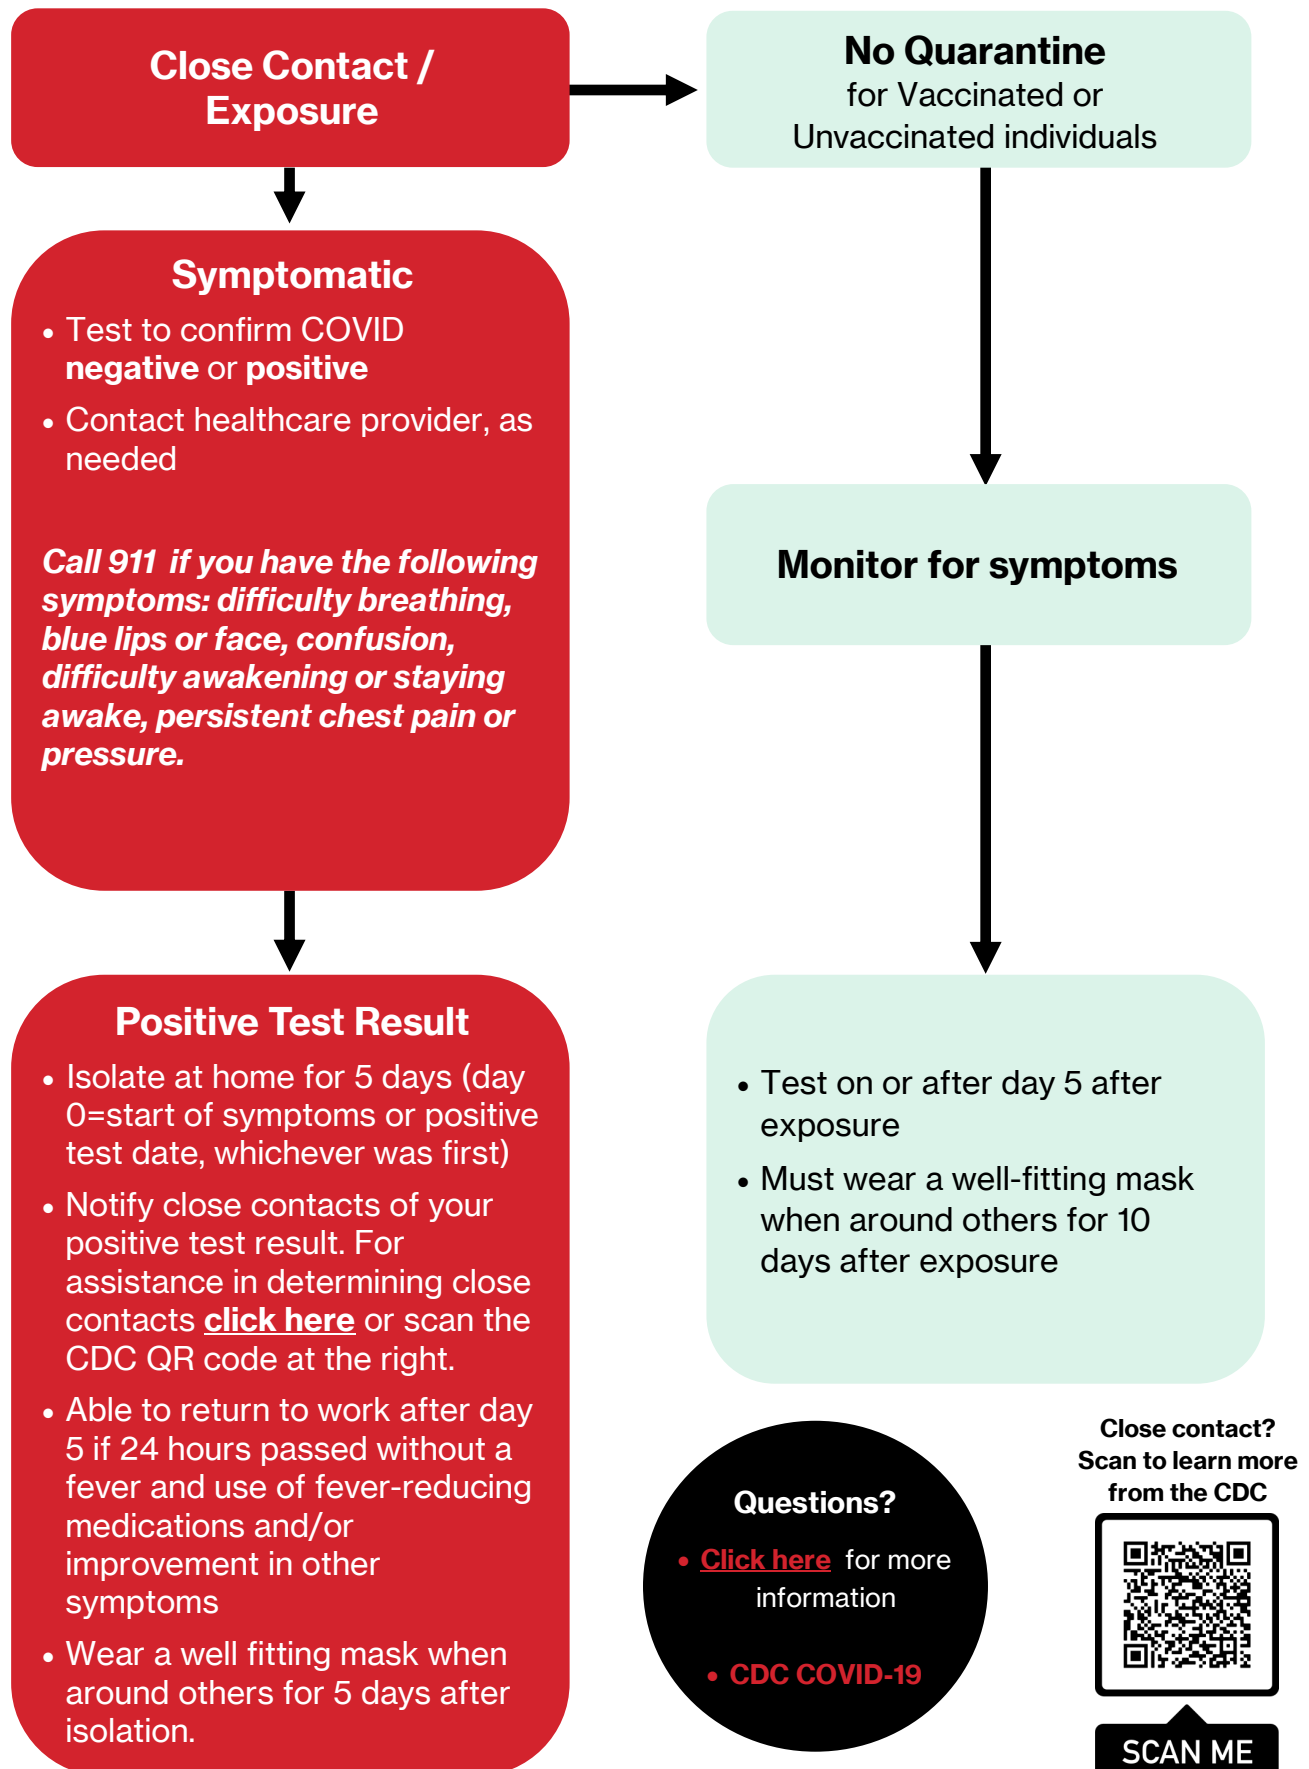 Close Contact /
Exposure
No Quarantine
for Vaccinated or
Unvaccinated individuals
Symptomatic
• Test to confirm COVID
negative or positive
• Contact healthcare provider, as
needed
Call 911  if you have the following
symptoms: difficulty breathing,
blue lips or face, confusion,
difficulty awakening or staying
awake, persistent chest pain or
pressure.
Monitor for symptoms
Positive Test Result
• Isolate at home for 5 days (day
0=start of symptoms or positive
test date, whichever was first)
• Notify close contacts of your
positive test result. For
assistance in determining close
contacts click here or scan the
CDC QR code at the right.
• Able to return to work after day
5 if 24 hours passed without a
fever and use of fever-reducing
medications and/or
improvement in other
symptoms
• Wear a well fitting mask when
around others for 5 days after
isolation.
• Test on or after day 5 after
exposure
• Must wear a well-fitting mask
when around others for 10
days after exposure
Questions?
• Click here  for more
information
• CDC COVID-19
Close contact?
Scan to learn more
from the CDC
SCAN ME